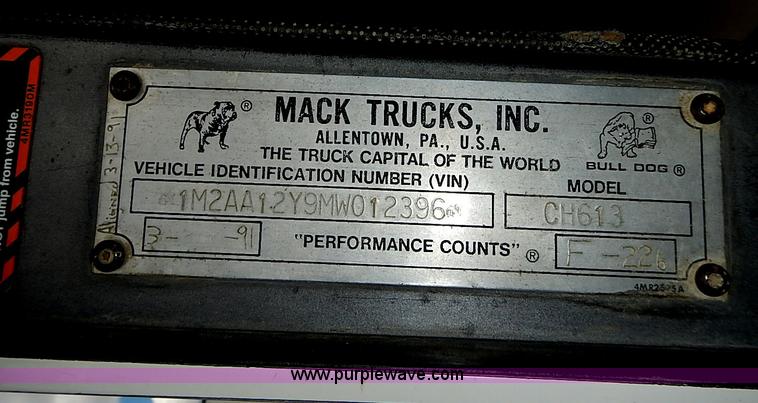 MACK TRUCKS, INC.
ALLENTOWN, PA., U.S.A.
THE TRUCK CAPITAL OF THE WORLD
BULL DOG ®
VEHICLE IDENTIFICATION NUMBER (VIN)
MODEL
1M2AA12Y9MW012396
CH613
3- -91
"PERFORMANCE COUNTS" ®
F -226
Aligned 3-13-91
jump from vehicle.
4MR3190M
www.purplewave.com